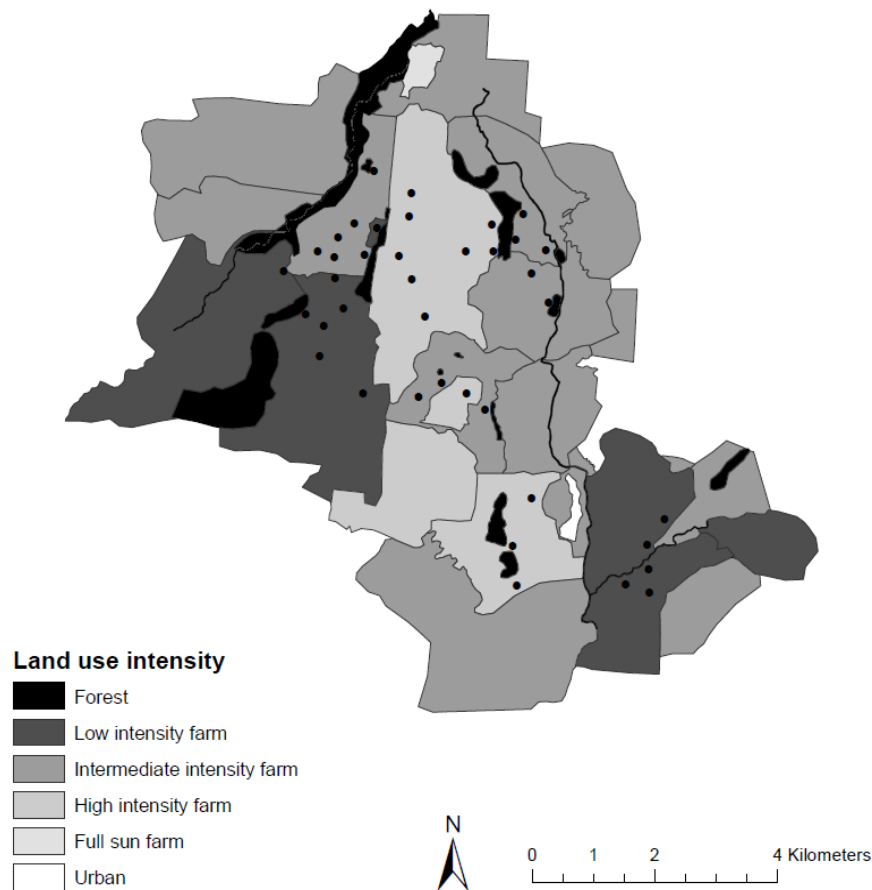 Land use intensity
Forest
Low intensity farm
Intermediate intensity farm
High intensity farm
Full sun farm
Urban
N
0 1 2 4 Kilometers